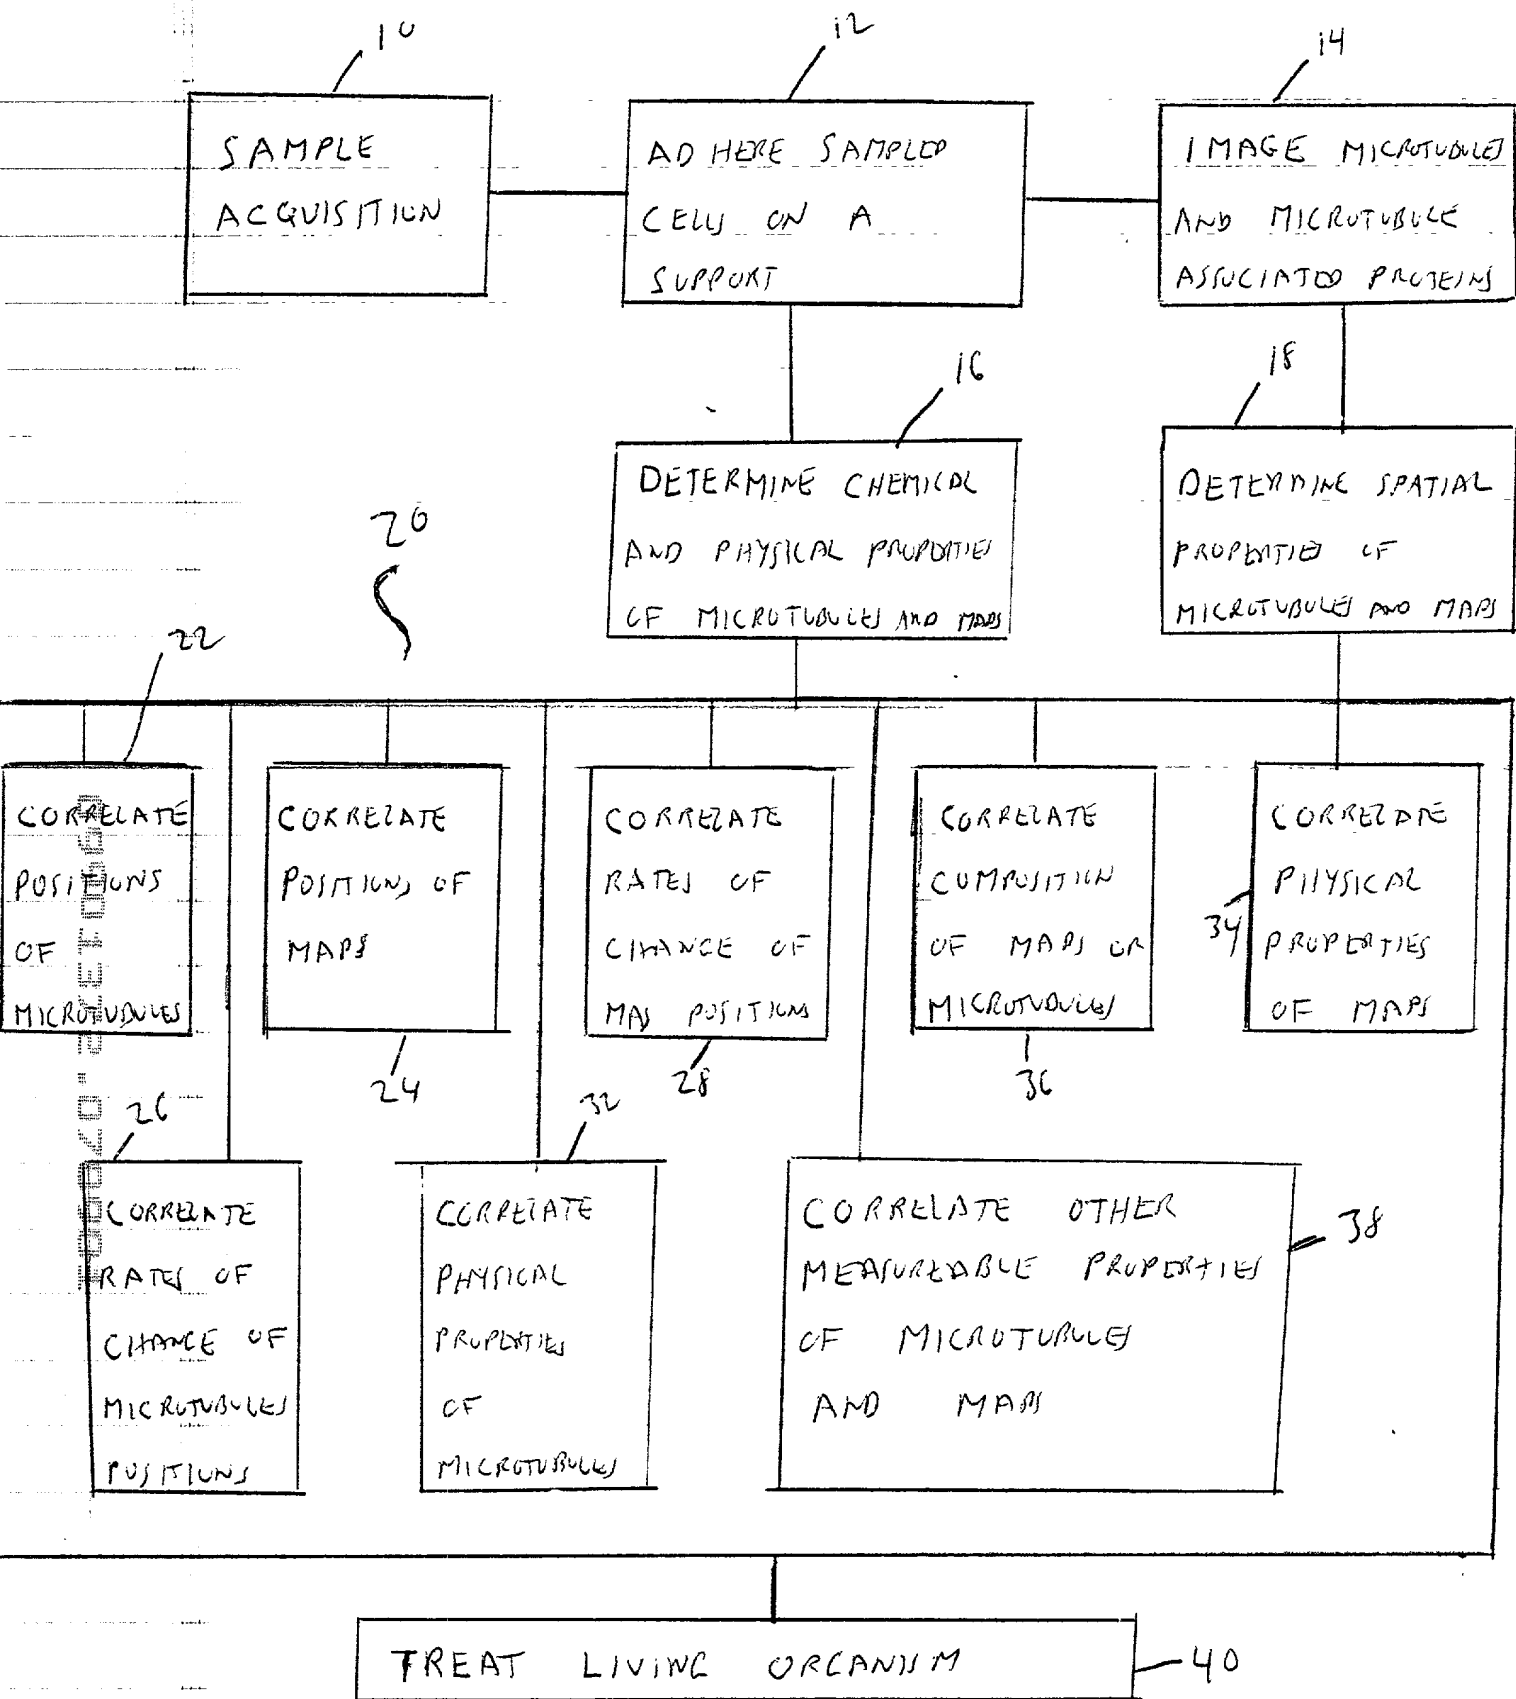 10
12
14
SAMPLE
ACQUISITION
ADHERE SAMPLED
CELLS ON A
SUPPORT
IMAGE MICROTUBULES
AND MICROTUBULE
ASSOCIATED PROTEINS
16
18
DETERMINE CHEMICAL
AND PHYSICAL PROPERTIES
OF MICROTUBULES AND MAPS
DETERMINE SPATIAL
PROPERTIES OF
MICROTUBULES AND MAPS
20
22
CORRELATE
POSITIONS
OF
MICROTUBULES
CORRELATE
POSITIONS OF
MAPS
CORRELATE
RATES OF
CHANGE OF
MAP POSITIONS
CORRELATE
COMPOSITION
OF MAPS OR
MICROTUBULES
34
CORRELATE
PHYSICAL
PROPERTIES
OF MAPS
24
28
36
26
32
CORRELATE
RATES OF
CHANGE OF
MICROTUBULES
POSITIONS
CORRELATE
PHYSICAL
PROPERTIES
OF
MICROTUBULES
CORRELATE OTHER
MEASUREABLE PROPERTIES
OF MICROTUBULES
AND MAPS
38
TREAT LIVING ORGANISM
40